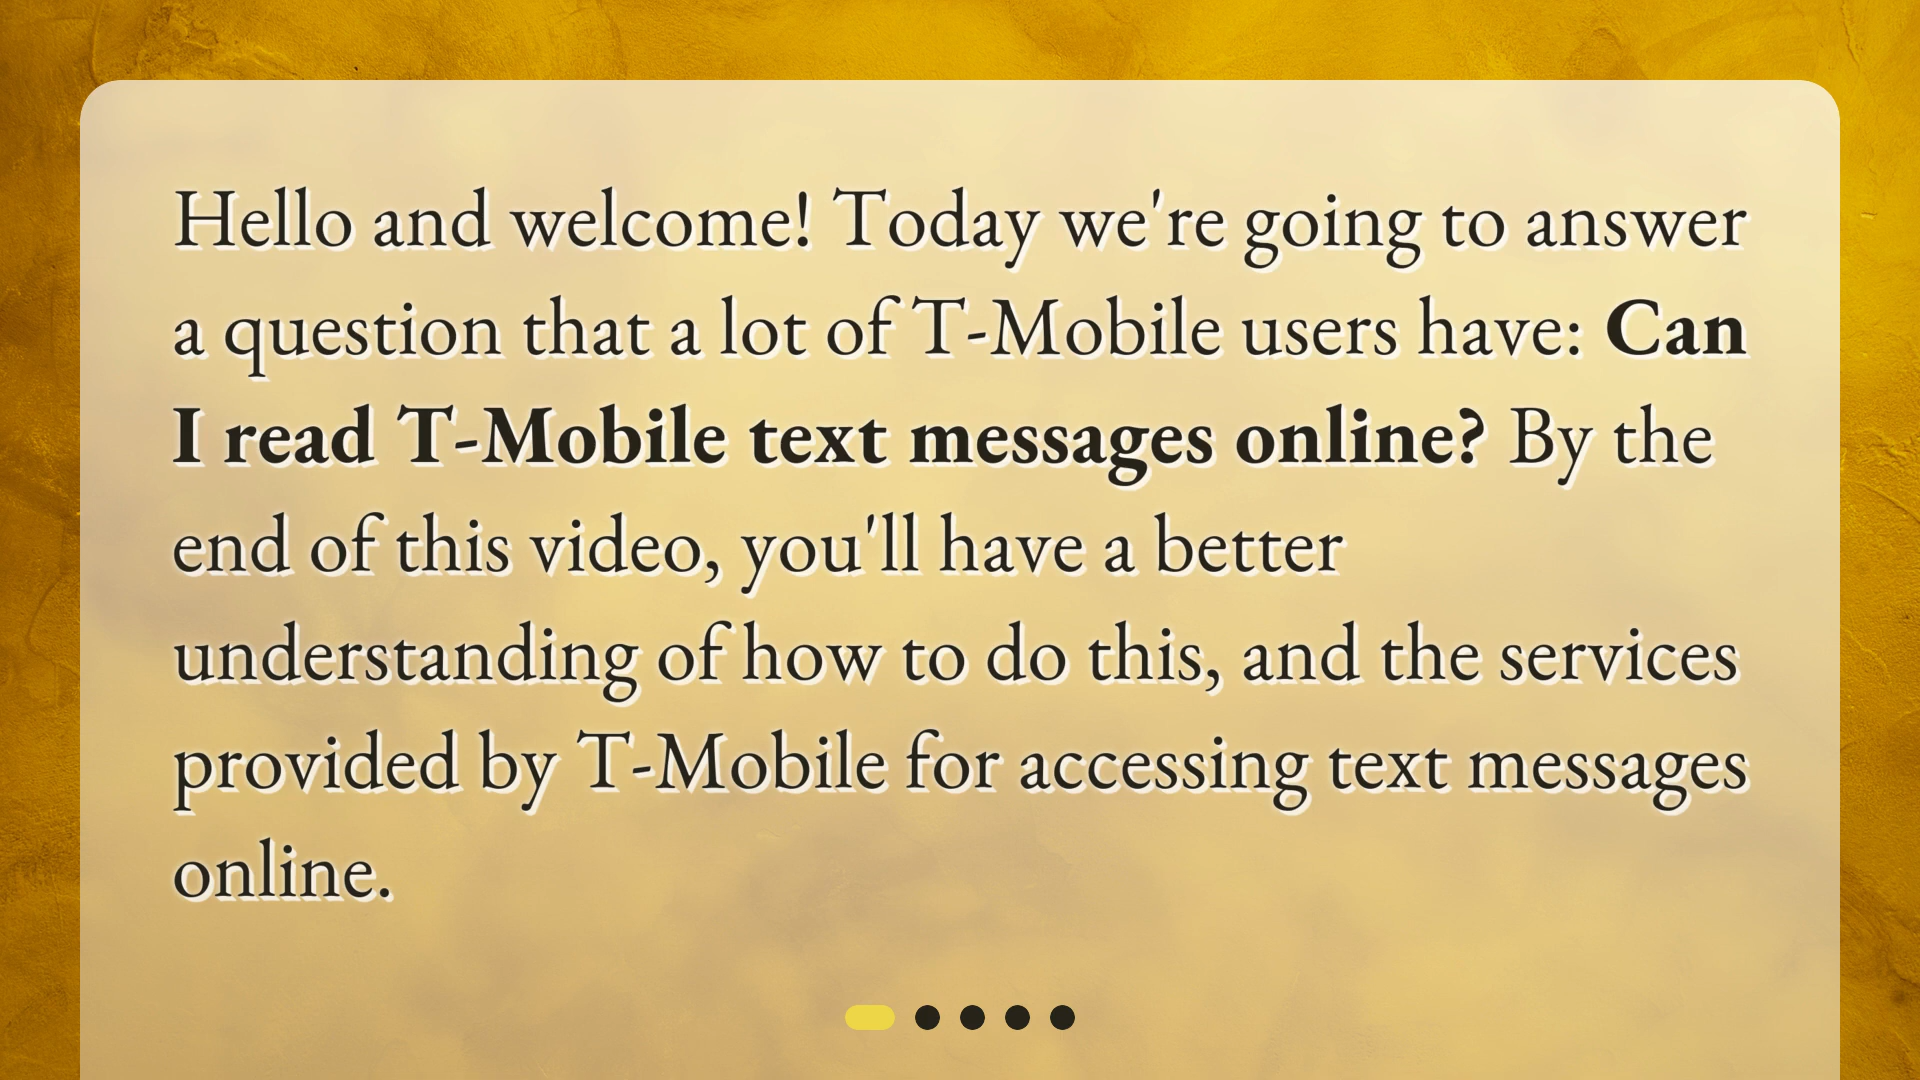 Hello and welcome! Today we're going to answer
a question that a lot of T-Mobile users have: Can
I read T-Mobile text messages online? By the
end of this video, you'll have a better
understanding of how to do this, and the services
provided by T-Mobile for accessing text messages
online.